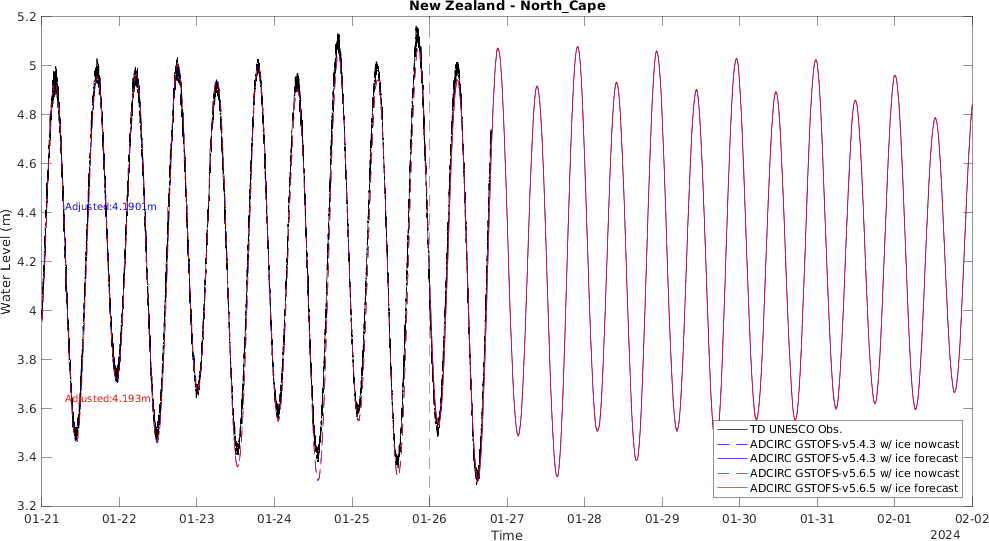 New Zealand - North_Cape
Water Level (m)
5.2
5
4.8
4.6
4.4
4.2
4
3.8
3.6
3.4
3.2
Adjusted:4.1901m
Adjusted:4.193m
TD UNESCO Obs.
ADCIRC GSTOFS-v5.4.3 w/ ice nowcast
ADCIRC GSTOFS-v5.4.3 w/ ice forecast
ADCIRC GSTOFS-v5.6.5 w/ ice nowcast
ADCIRC GSTOFS-v5.6.5 w/ ice forecast
01-21 01-22 01-23 01-24 01-25 01-26 01-27 01-28 01-29 01-30 01-31 02-01 02-02
Time
2024